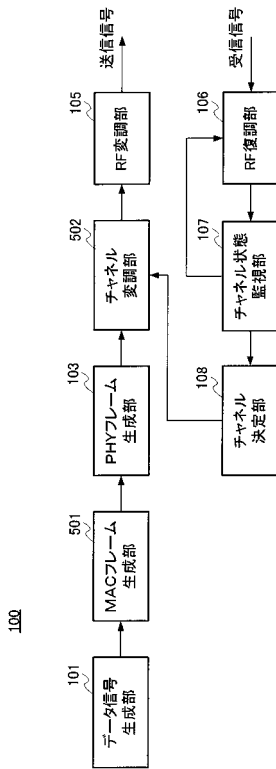 100
101
データ信号
生成部
501
MACフレーム
生成部
103
PHYフレーム
生成部
502
チャネル
変調部
105
RF変調部
送信信号
108
チャネル
決定部
107
チャネル状態
監視部
106
RF復調部
受信信号